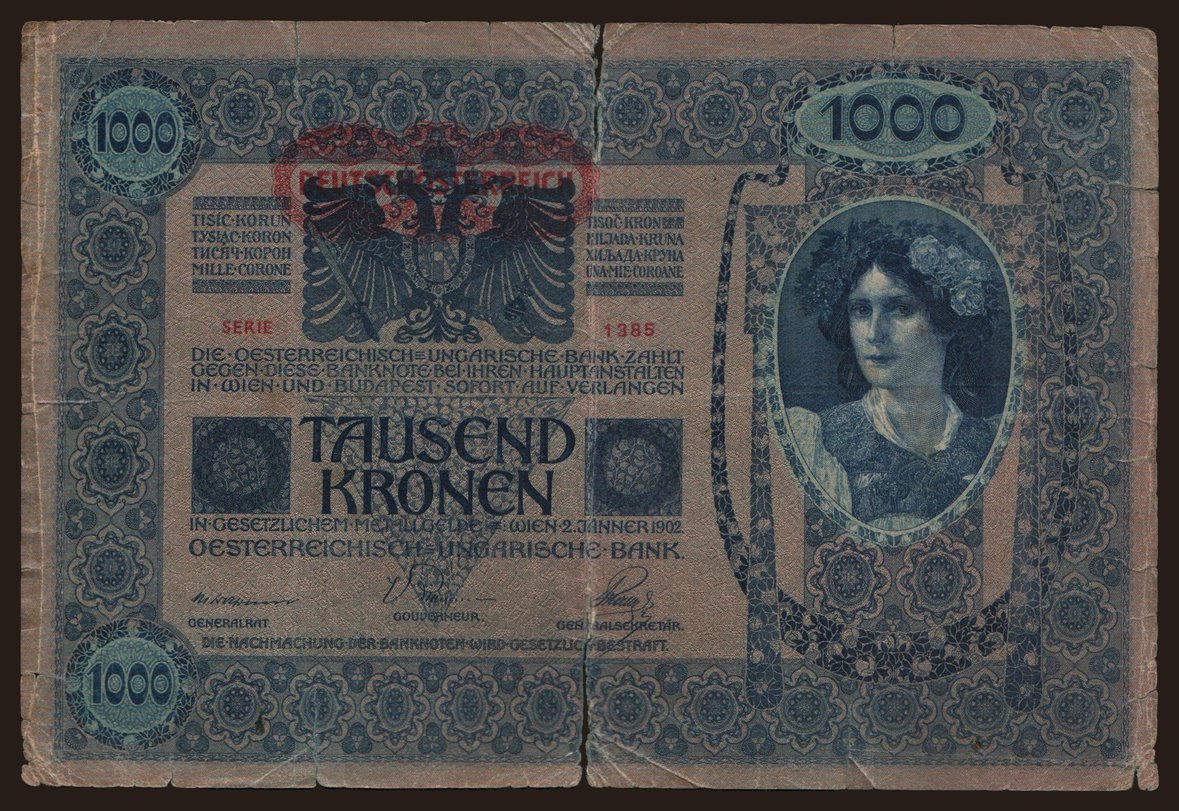 1000
1000
DEUTSCHÖSTERREICH
TISÍC·KORUN
TYSIĄC·KORON
ТИСЯЧ·КОРОН
MILLE·CORONE
TISOČ·KRON
HILJADA·KRUNA
ХИЉАДА·КРУНА
UNA·MIE·COROANE
SERIE 1385
DIE·OESTERREICHISCH=UNGARISCHE·BANK·ZAHLT
GEGEN·DIESE·BANKNOTE·BEI·IHREN·HAUPTANSTALTEN
IN·WIEN·UND·BUDAPEST·SOFORT·AUF·VERLANGEN
TAUSEND
KRONEN
IN·GESETZLICHEM·METALLGELDE = WIEN 2. JÄNNER 1902
OESTERREICHISCH=UNGARISCHE·BANK.
GENERALRAT
GOUVERNEUR.
GENERALSEKRETÄR.
DIE·NACHMACHUNG·DER·BANKNOTEN·WIRD·GESETZLICH·BESTRAFT.
1000